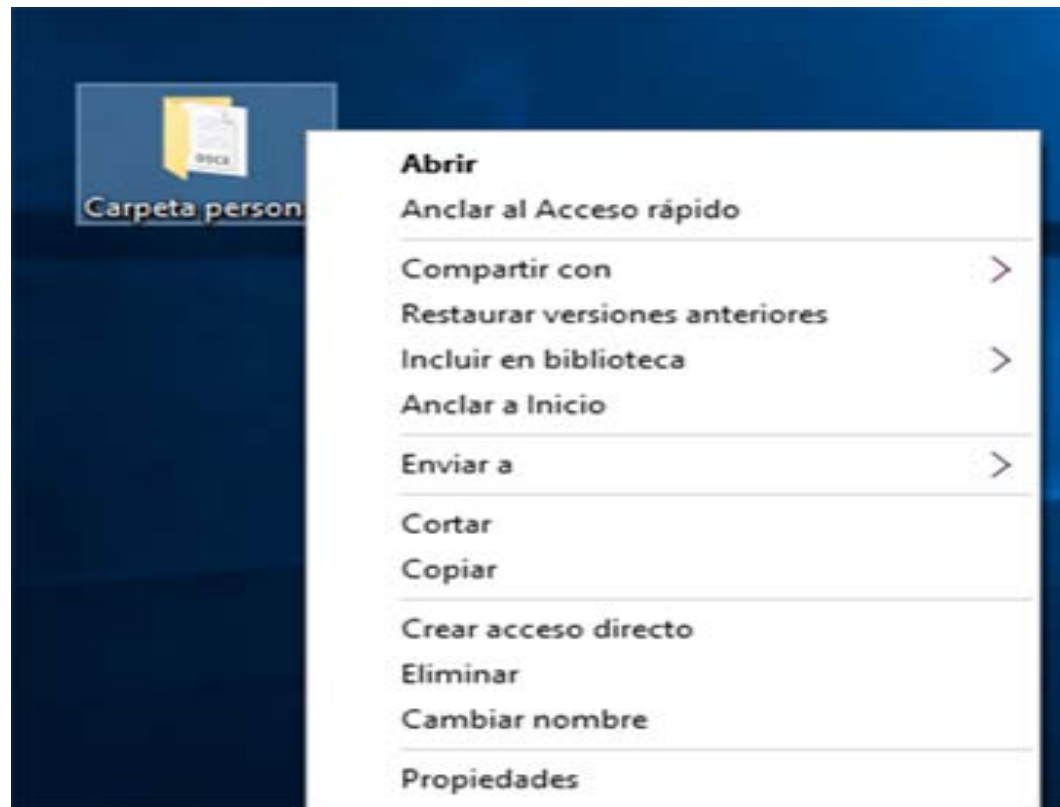 DOCX
Carpeta person
Abrir
Anclar al Acceso rápido
Compartir con
Restaurar versiones anteriores
Incluir en biblioteca
Anclar a Inicio
Enviar a
Cortar
Copiar
Crear acceso directo
Eliminar
Cambiar nombre
Propiedades